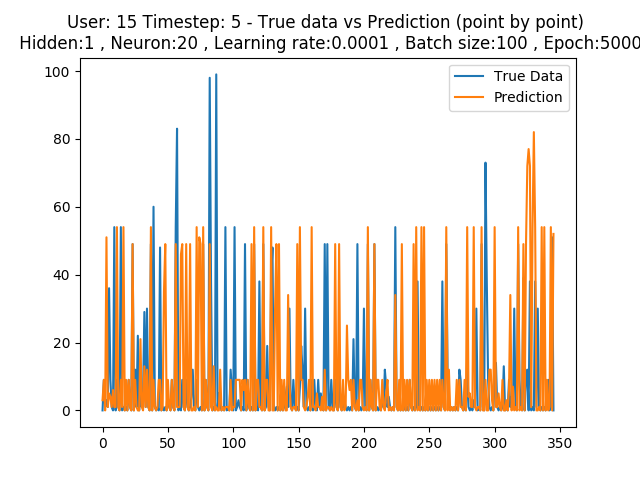 User: 15 Timestep: 5 - True data vs Prediction (point by point)
Hidden:1 , Neuron:20 , Learning rate:0.0001 , Batch size:100 , Epoch:5000
100
80
60
40
20
0
True Data
Prediction
0 50 100 150 200 250 300 350